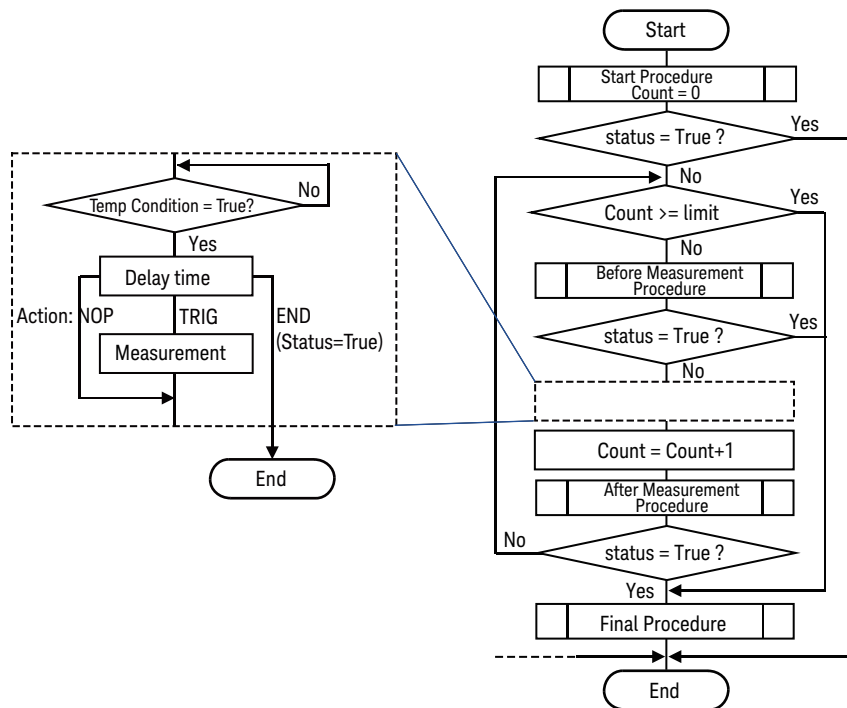 Start
Start Procedure
Count = 0
status = True ?
Yes
No
Count >= limit
Yes
No
Before Measurement
Procedure
status = True ?
Yes
No
Count = Count+1
After Measurement
Procedure
No
status = True ?
Yes
Final Procedure
End
Temp Condition = True?
No
Yes
Delay time
Action: NOP
TRIG
END
(Status=True)
Measurement
End